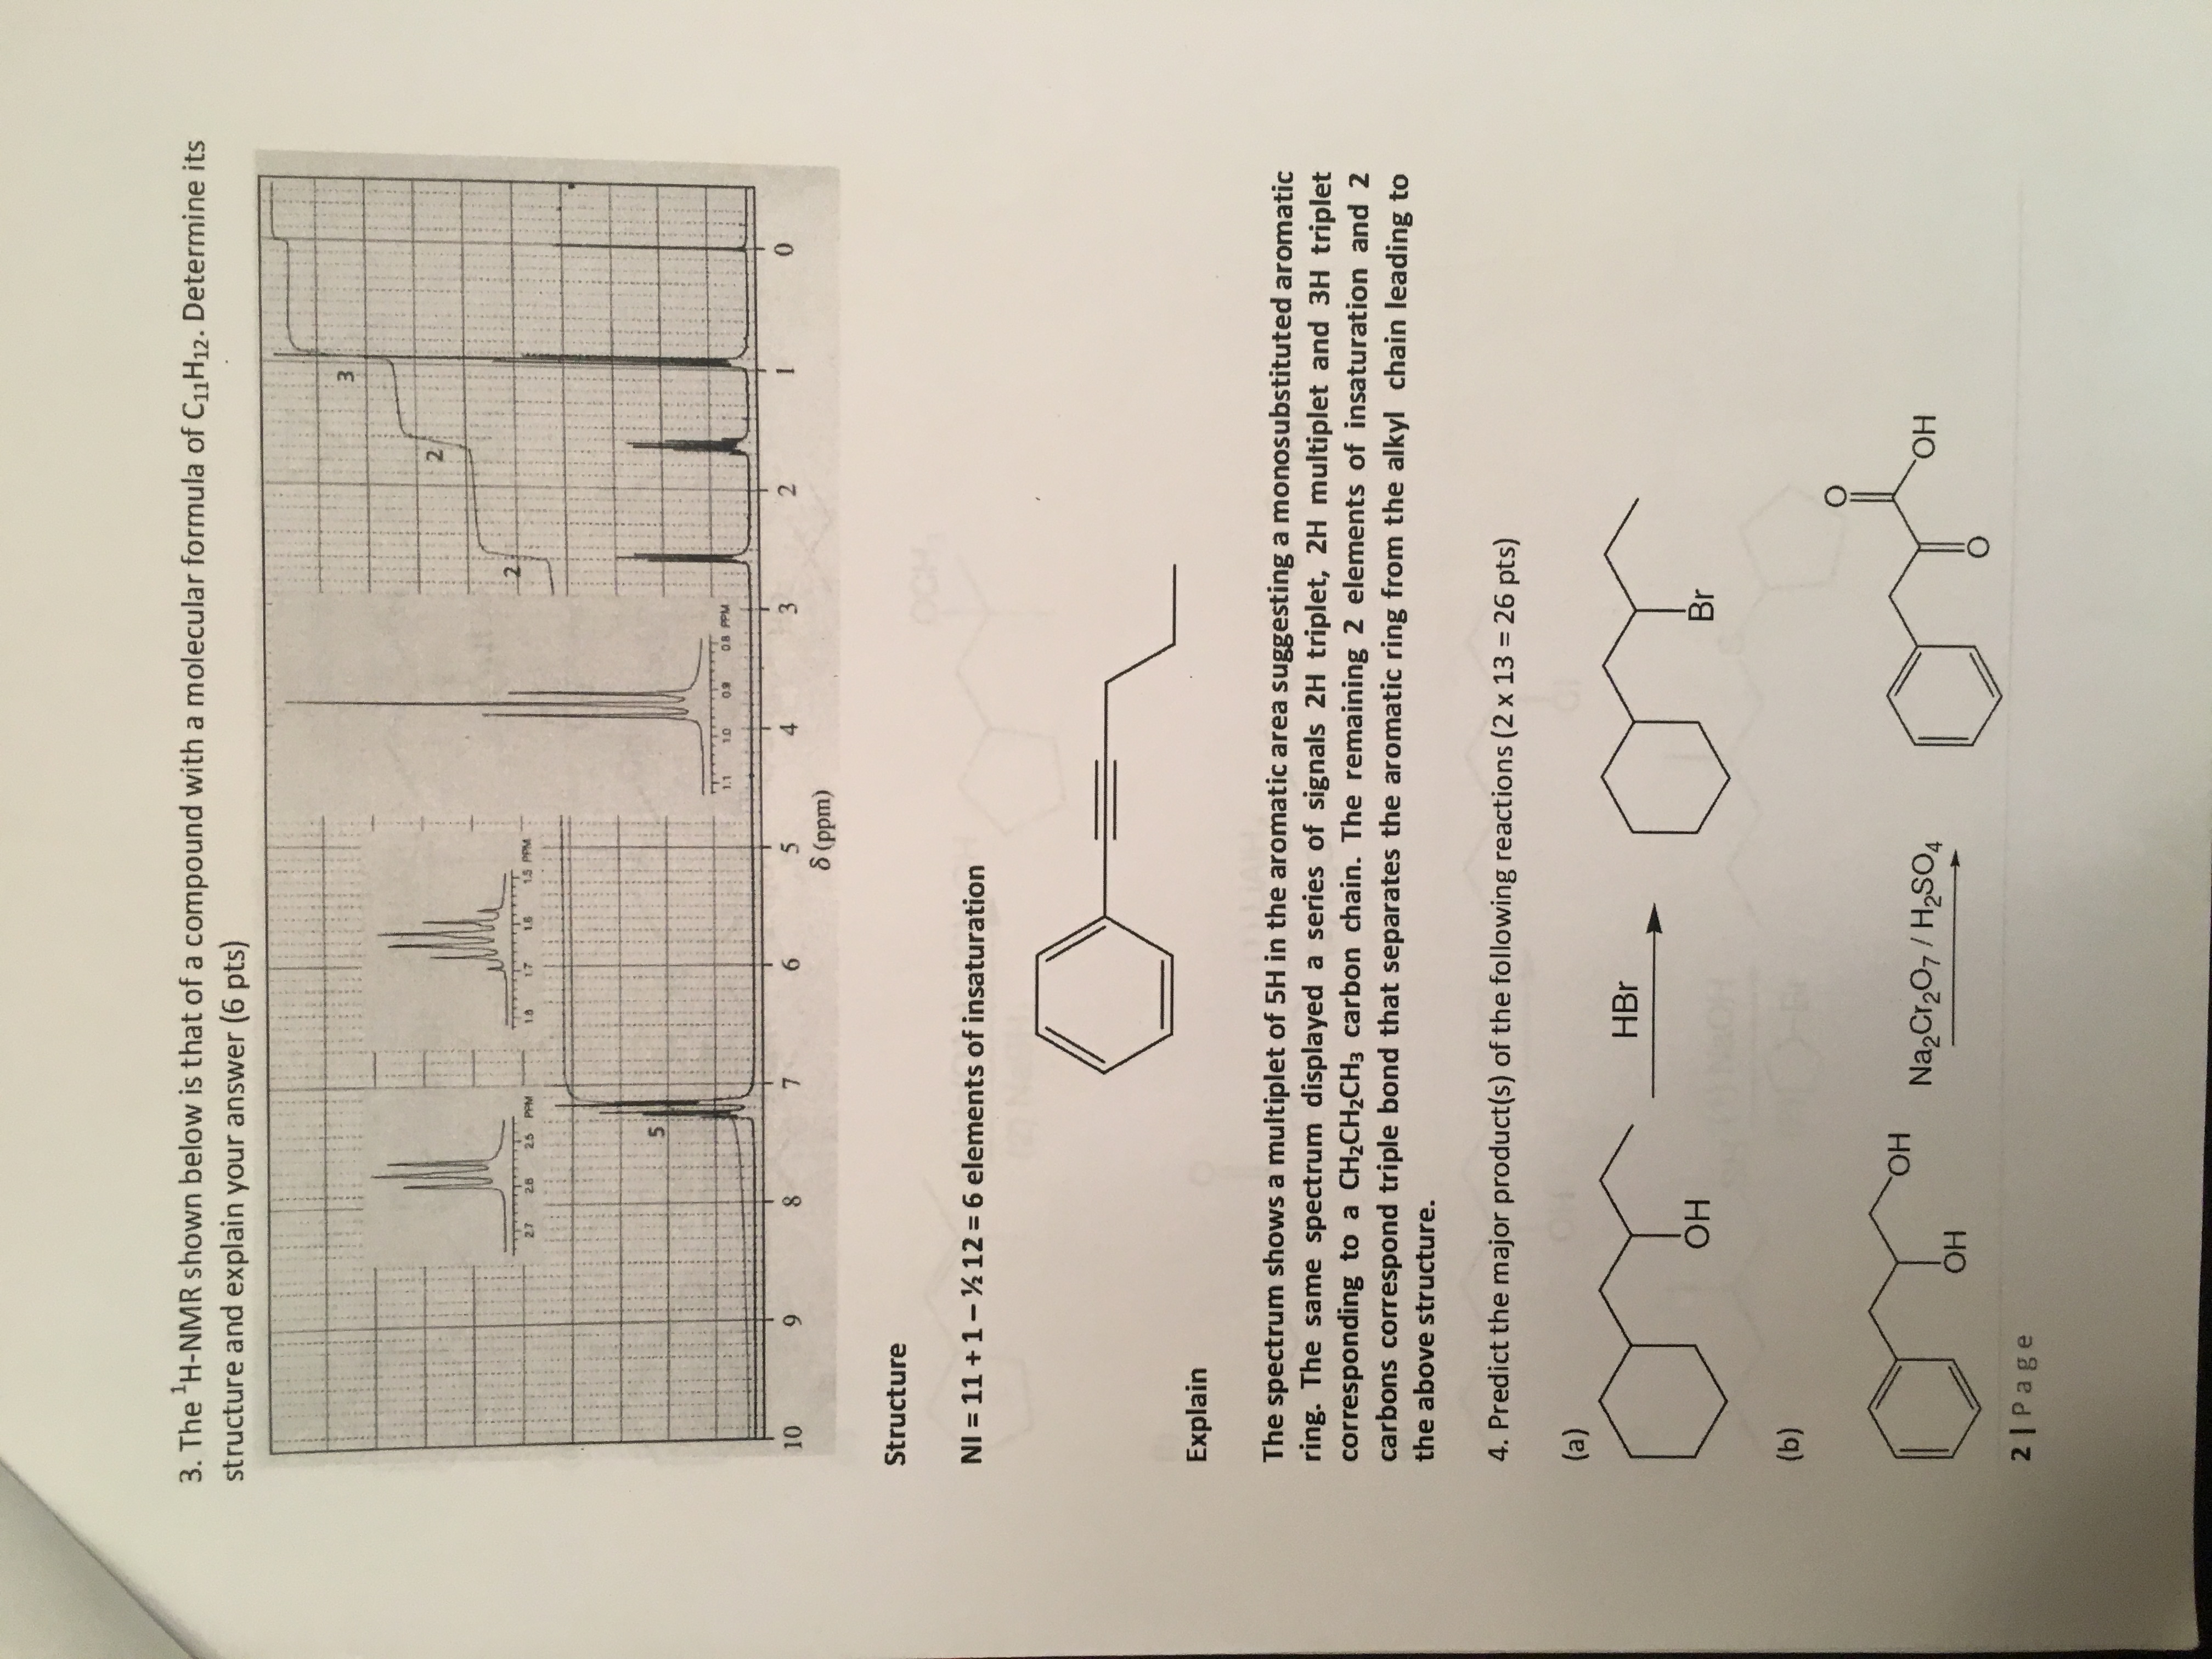 3. The ¹H-NMR shown below is that of a compound with a molecular formula of C₁₁H₁₂. Determine its
structure and explain your answer (6 pts)
3
2
2
2.7 2.6 2.5 PPM
1.8 1.7 1.6 1.5 PPM
5
1.1 1.0 0.9 0.8 PPM
10 9 8 7 6 5 4 3 2 1 0
δ (ppm)
Structure
NI = 11 + 1 – ½ 12 = 6 elements of insaturation
Explain
The spectrum shows a multiplet of 5H in the aromatic area suggesting a monosubstituted aromatic
ring. The same spectrum displayed a series of signals 2H triplet, 2H multiplet and 3H triplet
corresponding to a CH₂CH₂CH₃ carbon chain. The remaining 2 elements of insaturation and 2
carbons correspond triple bond that separates the aromatic ring from the alkyl chain leading to
the above structure.
4. Predict the major product(s) of the following reactions (2 x 13 = 26 pts)
(a)
HBr
OH
Br
(b)
OH
OH
Na₂Cr₂O₇ / H₂SO₄
O
OH
O
2 | Page